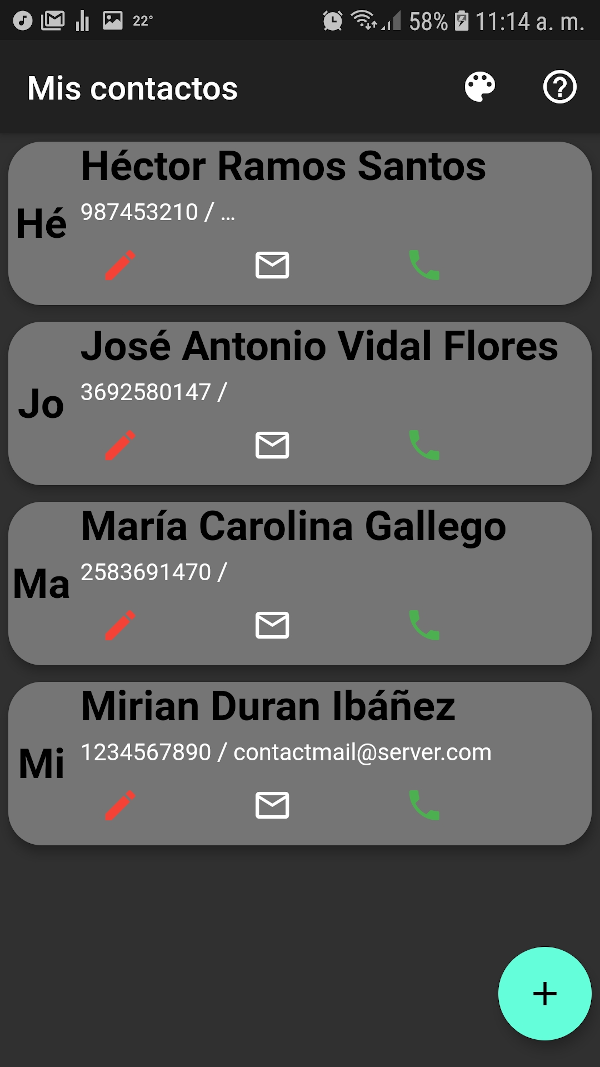 22° 58% 11:14 a. m.
Mis contactos
Héctor Ramos Santos
Hé
987453210 / ...
José Antonio Vidal Flores
Jo
3692580147 /
María Carolina Gallego
Ma
2583691470 /
Mirian Duran Ibáñez
Mi
1234567890 / contactmail@server.com